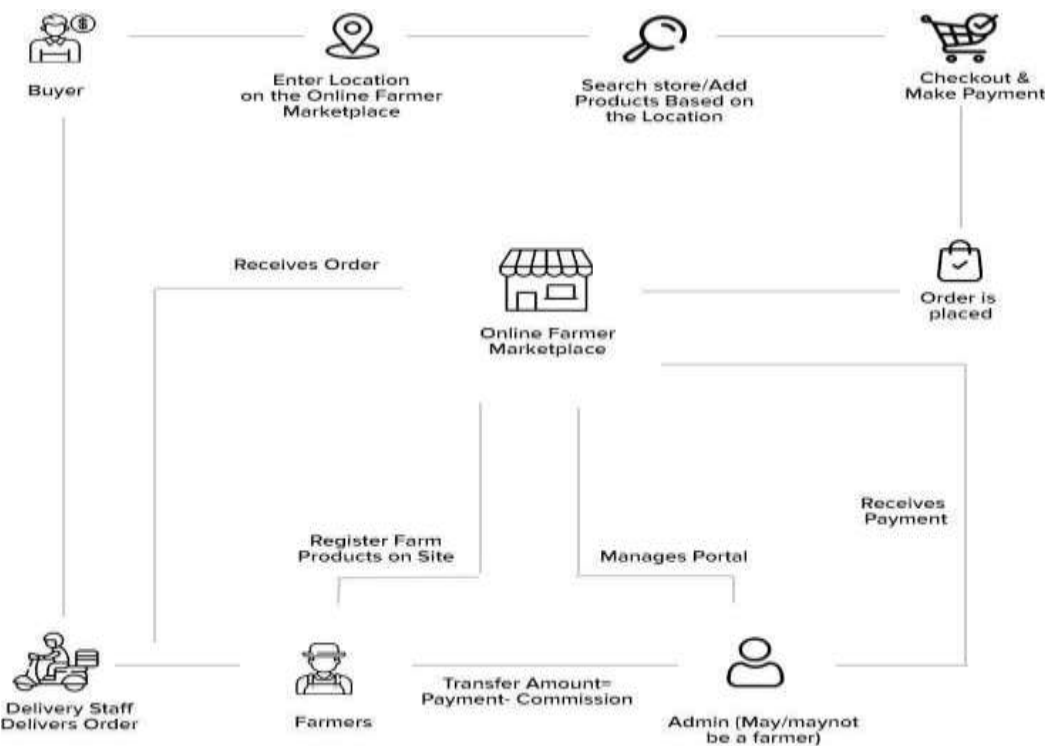 Buyer
Enter Location
on the Online Farmer
Marketplace
Search store/Add
Products Based on
the Location
Checkout &
Make Payment
Receives Order
Online Farmer
Marketplace
Order is
placed
Receives
Payment
Register Farm
Products on Site
Manages Portal
Delivery Staff
Delivers Order
Farmers
Transfer Amount=
Payment- Commission
Admin (May/maynot
be a farmer)